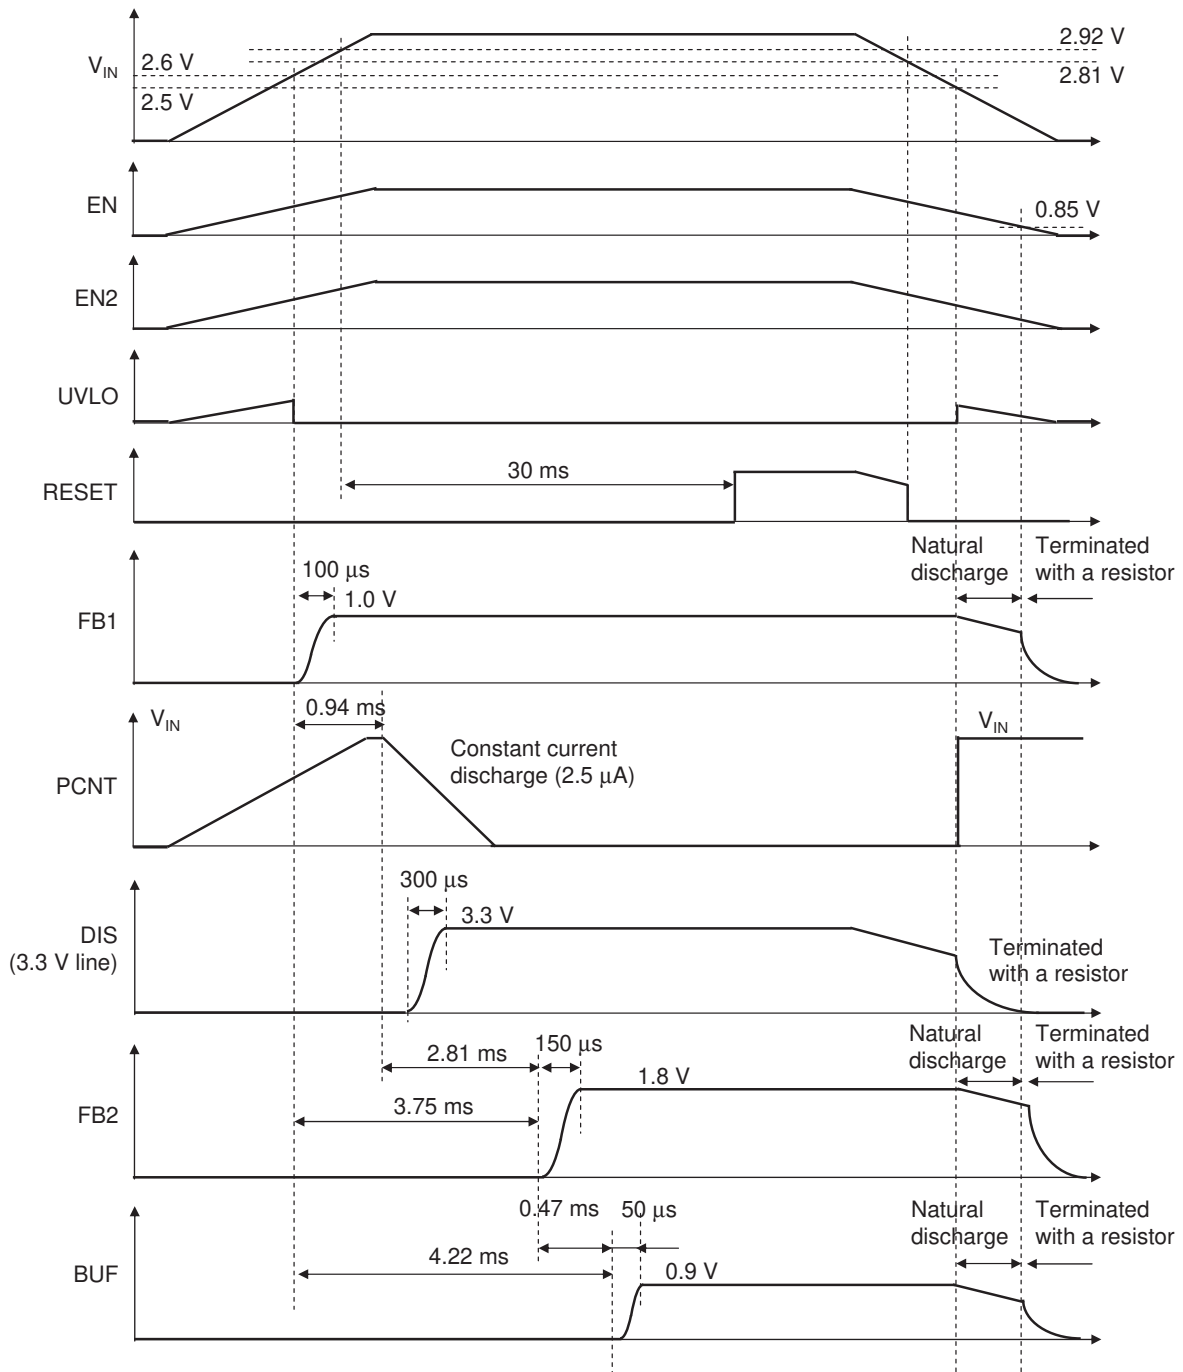 V_IN
2.6 V
2.5 V
2.92 V
2.81 V
EN
0.85 V
EN2
UVLO
RESET
30 ms
FB1
100 μs
1.0 V
Natural
discharge
Terminated
with a resistor
PCNT
V_IN
0.94 ms
Constant current
discharge (2.5 μA)
V_IN
DIS
(3.3 V line)
300 μs
3.3 V
Terminated
with a resistor
FB2
2.81 ms
150 μs
3.75 ms
1.8 V
Natural
discharge
Terminated
with a resistor
BUF
0.47 ms
50 μs
4.22 ms
0.9 V
Natural
discharge
Terminated
with a resistor